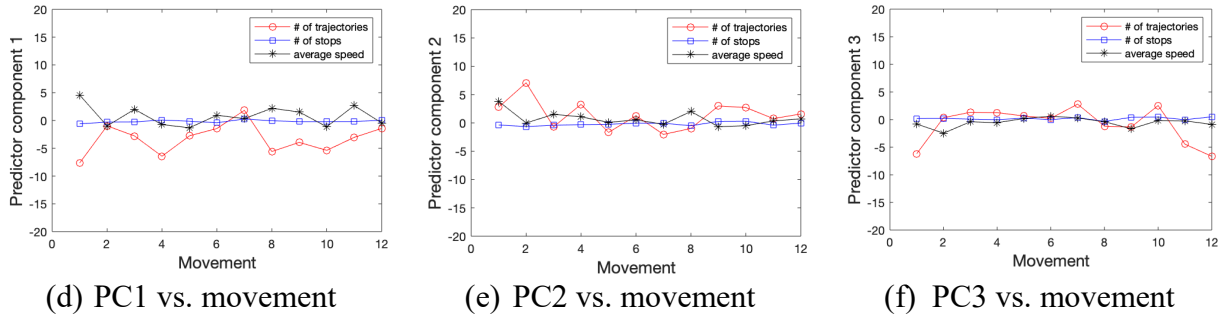 20
15
10
5
0
-5
-10
-15
-20
0 2 4 6 8 10 12
Predictor component 1
Movement
# of trajectories
# of stops
average speed
(d) PC1 vs. movement
20
15
10
5
0
-5
-10
-15
-20
0 2 4 6 8 10 12
Predictor component 2
Movement
# of trajectories
# of stops
average speed
(e) PC2 vs. movement
20
15
10
5
0
-5
-10
-15
-20
0 2 4 6 8 10 12
Predictor component 3
Movement
# of trajectories
# of stops
average speed
(f) PC3 vs. movement